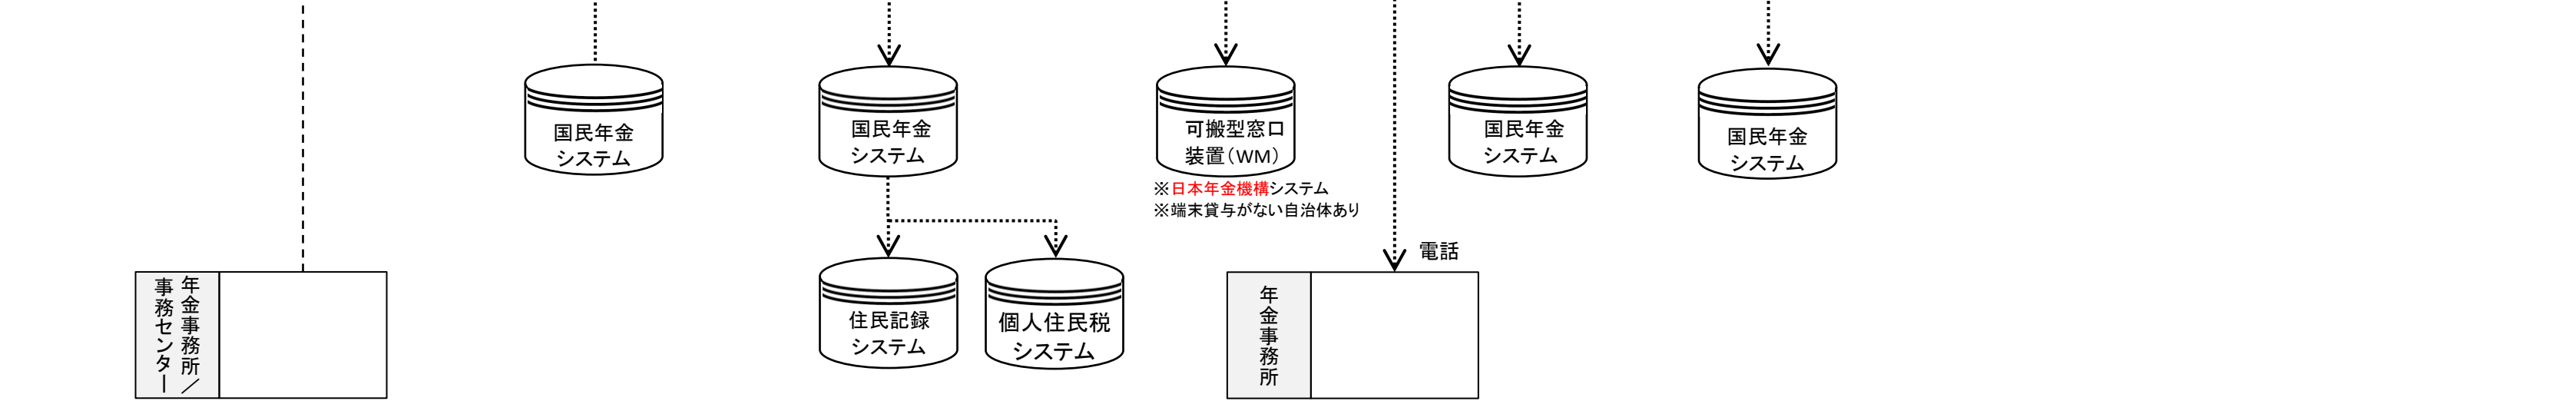 国民年金
システム
国民年金
システム
可搬型窓口
装置（WM）
※日本年金機構システム
※端末貸与がない自治体あり
国民年金
システム
国民年金
システム
電話
年金事務所／
事務センター
住民記録
システム
個人住民税
システム
年金事務所